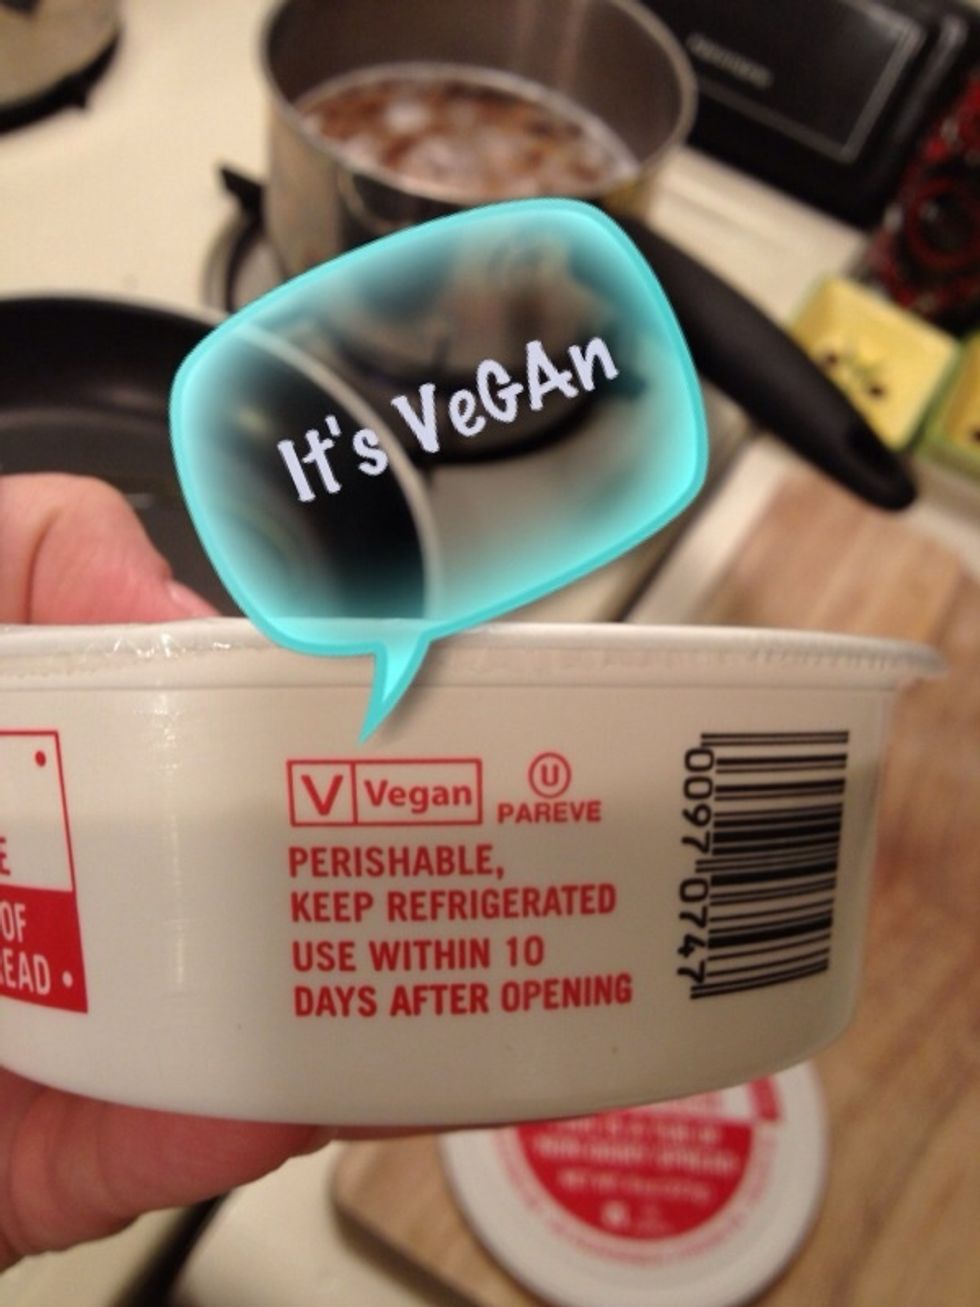 It's VeGAn
E
OF
EAD •
V Vegan
U
PAREVE
PERISHABLE,
KEEP REFRIGERATED
USE WITHIN 10
DAYS AFTER OPENING
0097 0747